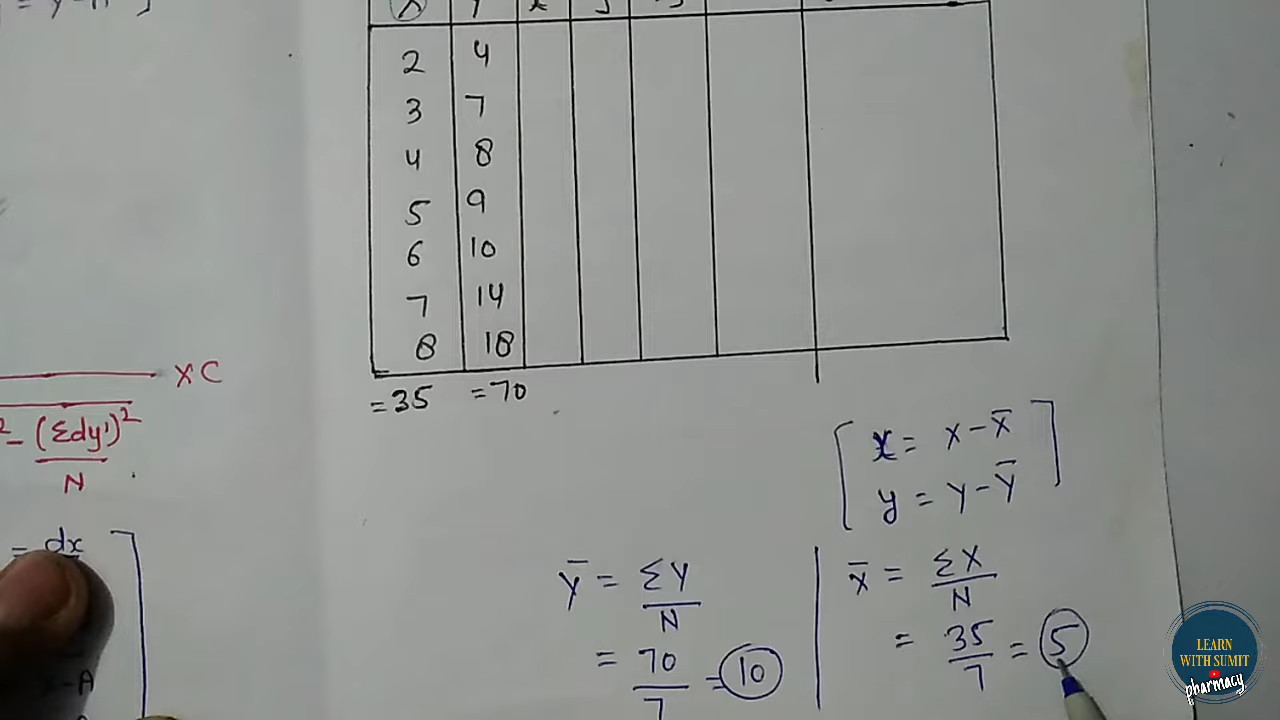 = y - A
X Y x y
2 4
3 7
4 8
5 9
6 10
7 14
8 18
= 35 = 70
x C
2 - (Σdy')²
N
= dx
x - A
x = X - X̄
y = Y - Ȳ
Ȳ = ΣY
N
= 70
7
= 10
X̄ = ΣX
N
= 35
7
= 5
LEARN
WITH SUMIT
pharmacy